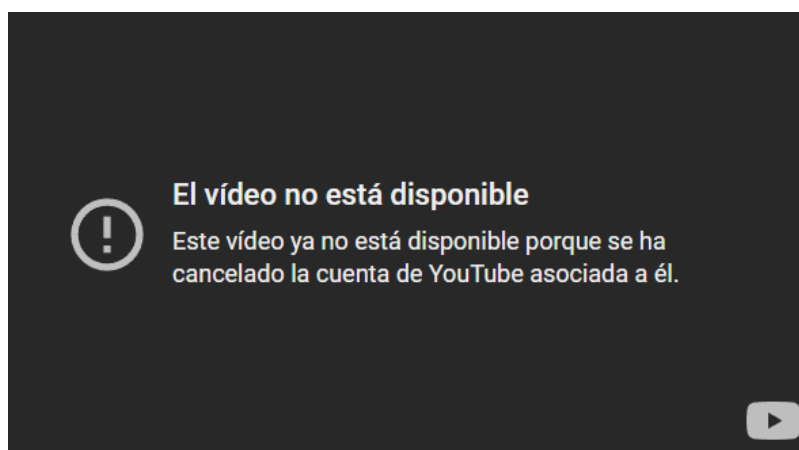 El vídeo no está disponible
Este vídeo ya no está disponible porque se ha
cancelado la cuenta de YouTube asociada a él.